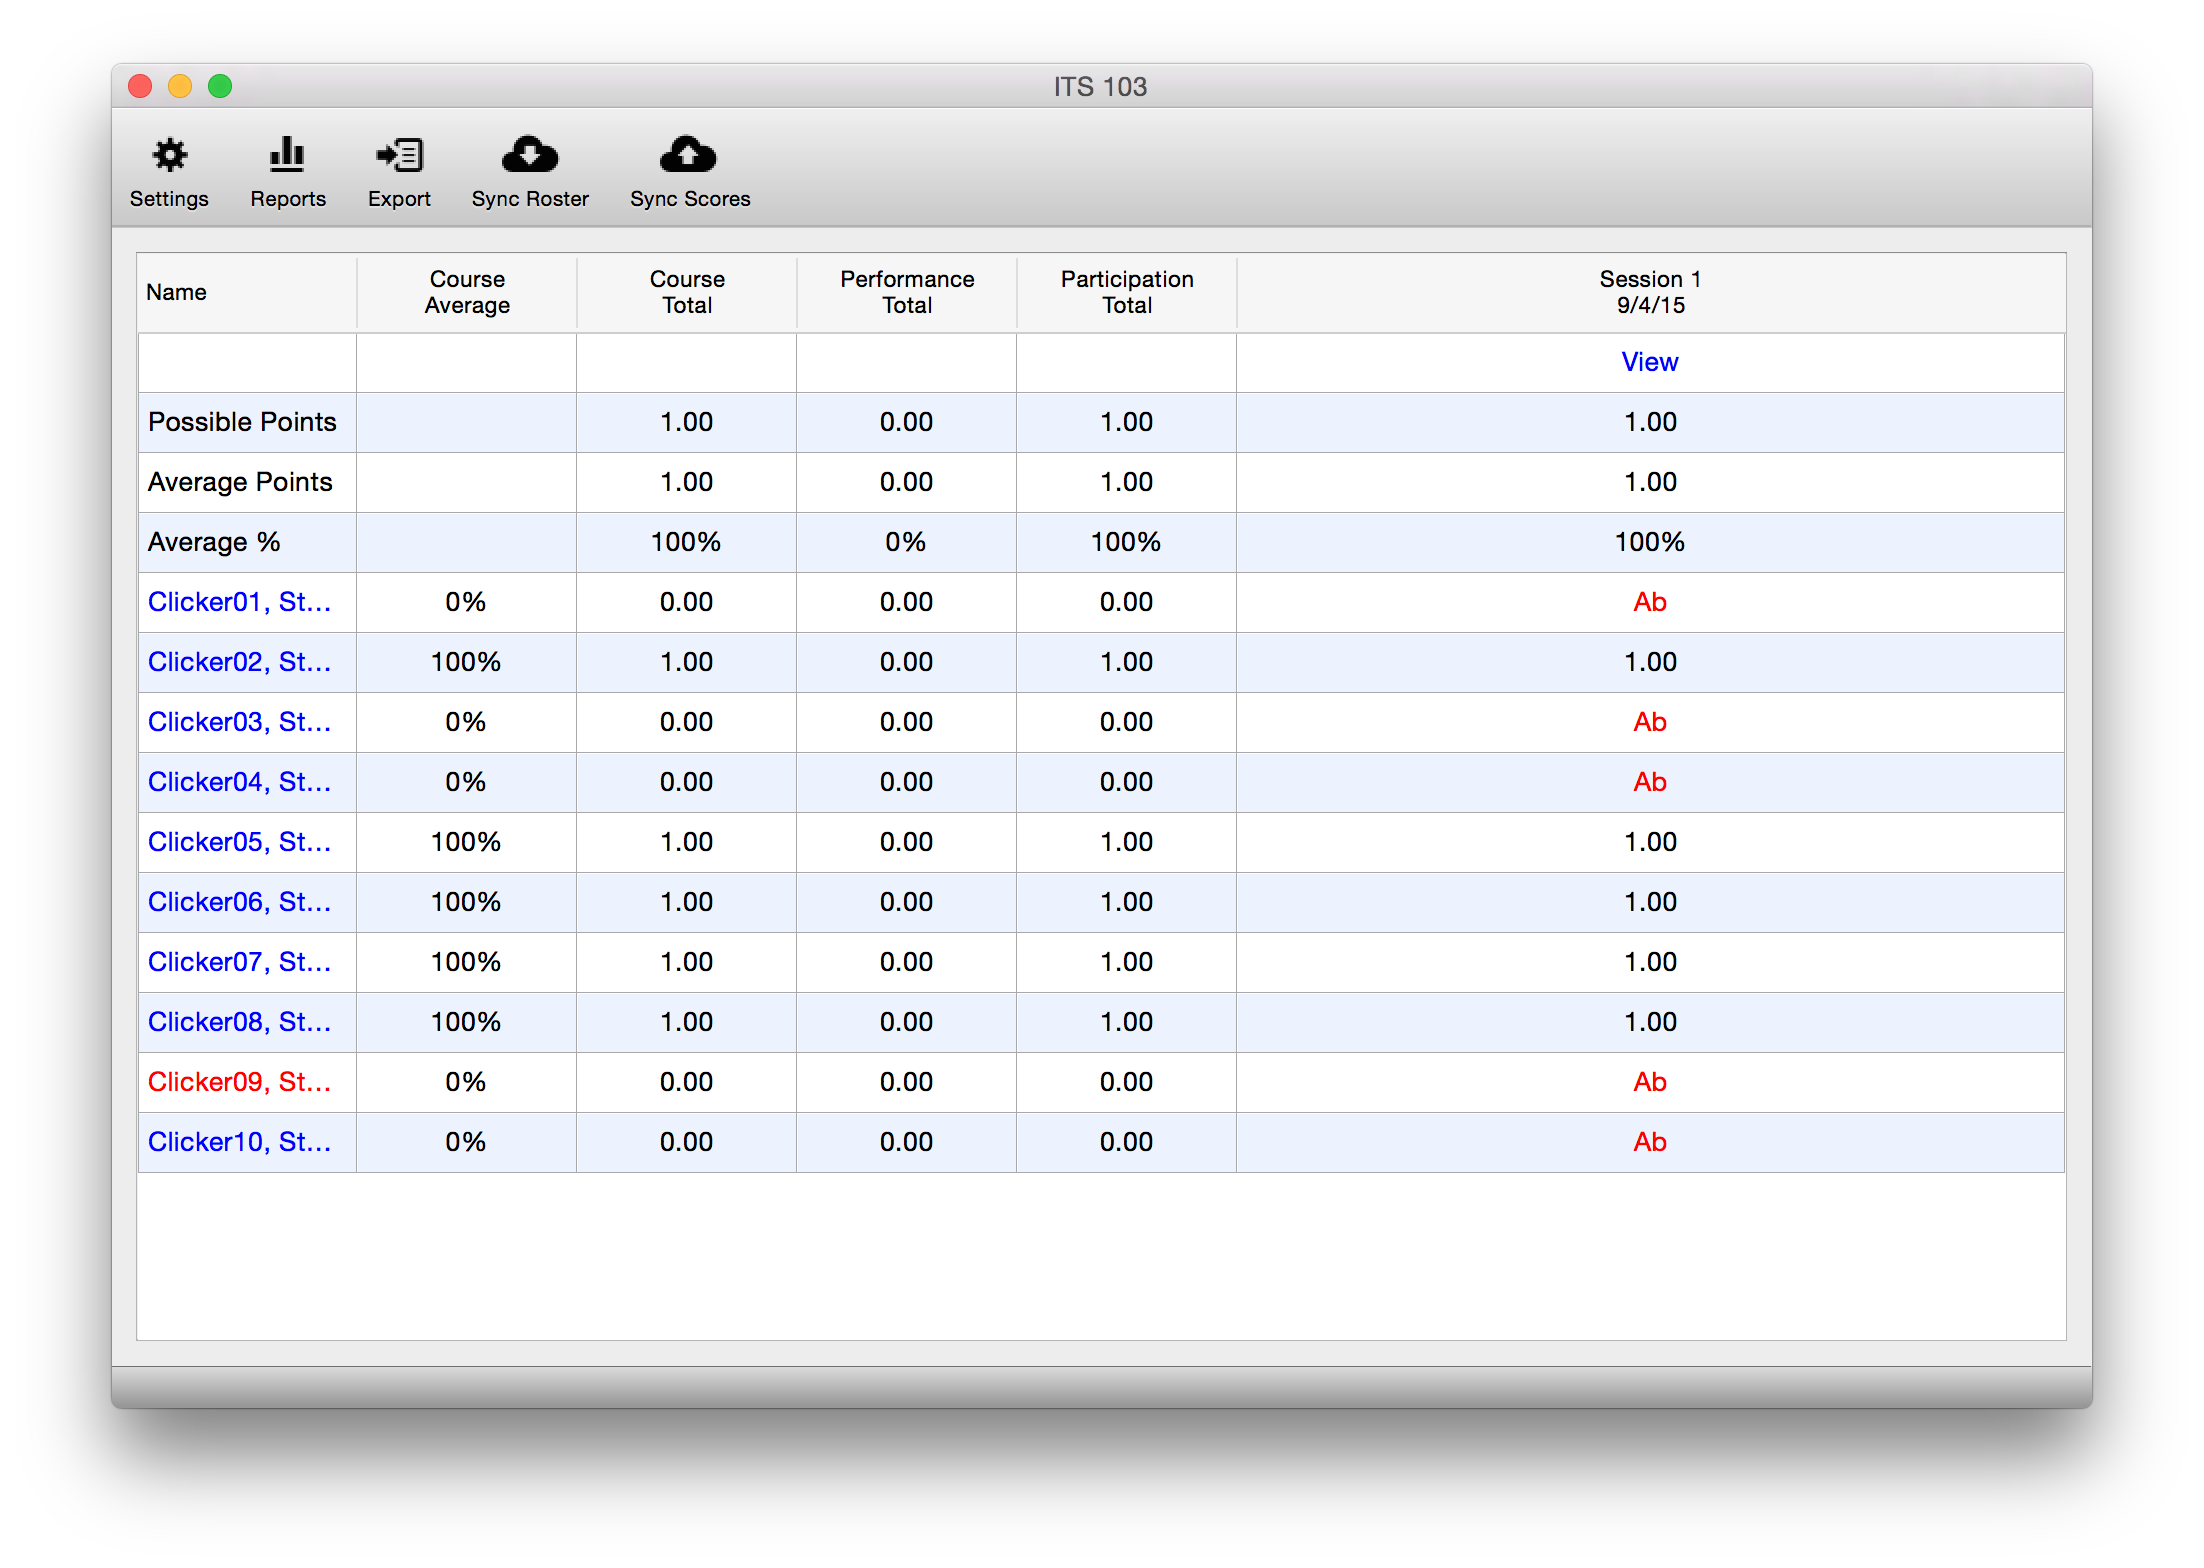 ITS 103
Settings Reports Export Sync Roster Sync Scores
Name Course Average Course Total Performance Total Participation Total Session 1 9/4/15
View
Possible Points 1.00 0.00 1.00 1.00
Average Points 1.00 0.00 1.00 1.00
Average % 100% 0% 100% 100%
Clicker01, St... 0% 0.00 0.00 0.00 Ab
Clicker02, St... 100% 1.00 0.00 1.00 1.00
Clicker03, St... 0% 0.00 0.00 0.00 Ab
Clicker04, St... 0% 0.00 0.00 0.00 Ab
Clicker05, St... 100% 1.00 0.00 1.00 1.00
Clicker06, St... 100% 1.00 0.00 1.00 1.00
Clicker07, St... 100% 1.00 0.00 1.00 1.00
Clicker08, St... 100% 1.00 0.00 1.00 1.00
Clicker09, St... 0% 0.00 0.00 0.00 Ab
Clicker10, St... 0% 0.00 0.00 0.00 Ab